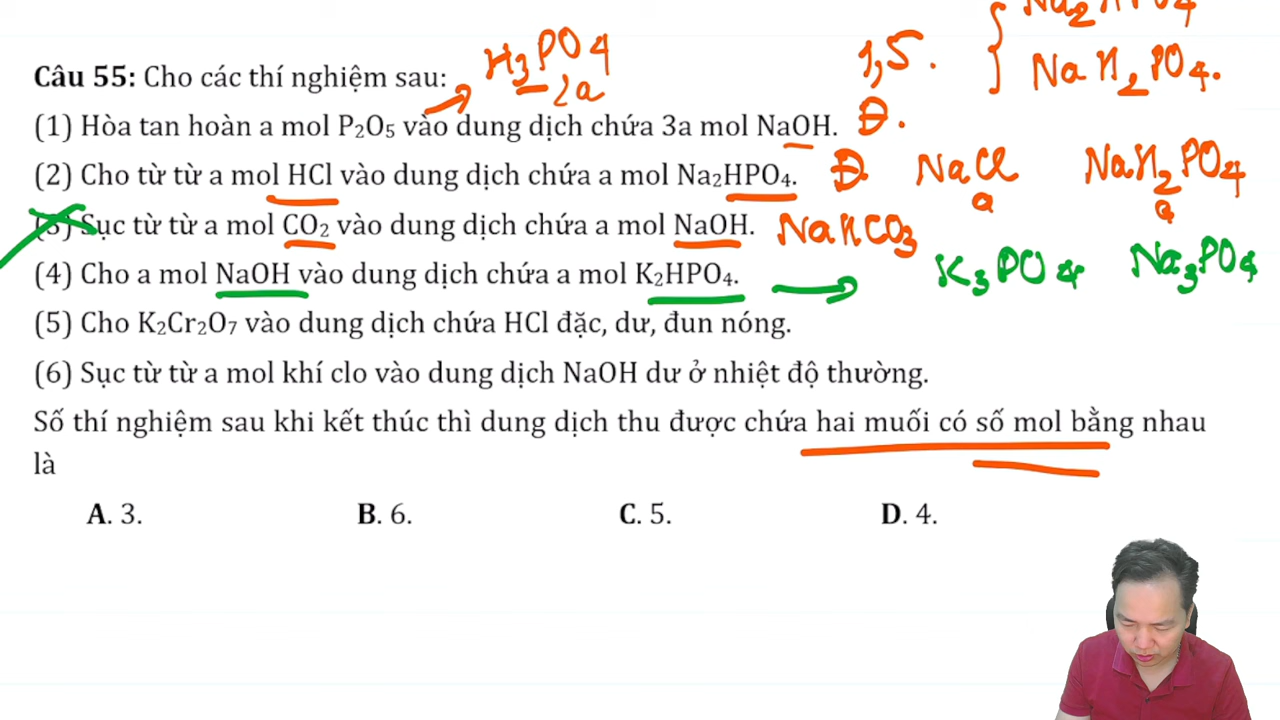 Na2HPO4
H3PO4 1,5. { NaH2PO4.
Câu 55: Cho các thí nghiệm sau:
2a
(1) Hòa tan hoàn a mol P₂O₅ vào dung dịch chứa 3a mol NaOH. Đ.
(2) Cho từ từ a mol HCl vào dung dịch chứa a mol Na₂HPO₄. Đ NaCl NaH2PO4
a a
(3) Sục từ từ a mol CO₂ vào dung dịch chứa a mol NaOH. NaHCO3
(4) Cho a mol NaOH vào dung dịch chứa a mol K₂HPO₄. → K3PO4 Na3PO4
(5) Cho K₂Cr₂O₇ vào dung dịch chứa HCl đặc, dư, đun nóng.
(6) Sục từ từ a mol khí clo vào dung dịch NaOH dư ở nhiệt độ thường.
Số thí nghiệm sau khi kết thúc thì dung dịch thu được chứa hai muối có số mol bằng nhau
là
A. 3. B. 6. C. 5. D. 4.